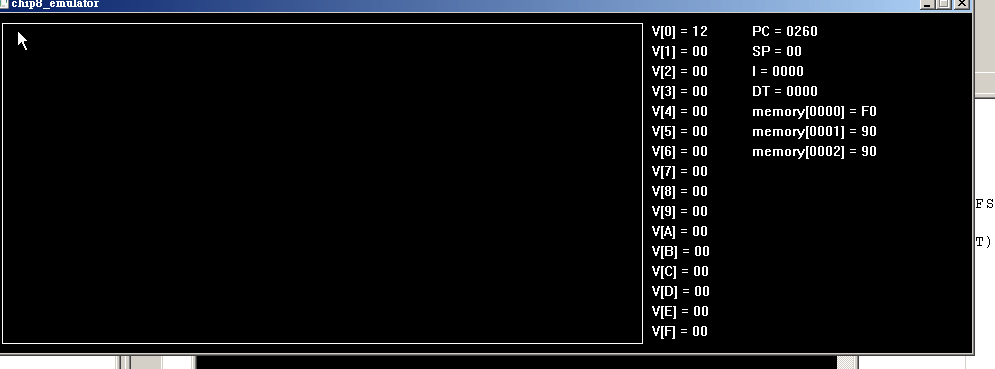 chip8_emulator
V[0] = 12 PC = 0260
V[1] = 00 SP = 00
V[2] = 00 I = 0000
V[3] = 00 DT = 0000
V[4] = 00 memory[0000] = F0
V[5] = 00 memory[0001] = 90
V[6] = 00 memory[0002] = 90
V[7] = 00
V[8] = 00
V[9] = 00
FS
V[A] = 00
T)
V[B] = 00
V[C] = 00
V[D] = 00
V[E] = 00
V[F] = 00